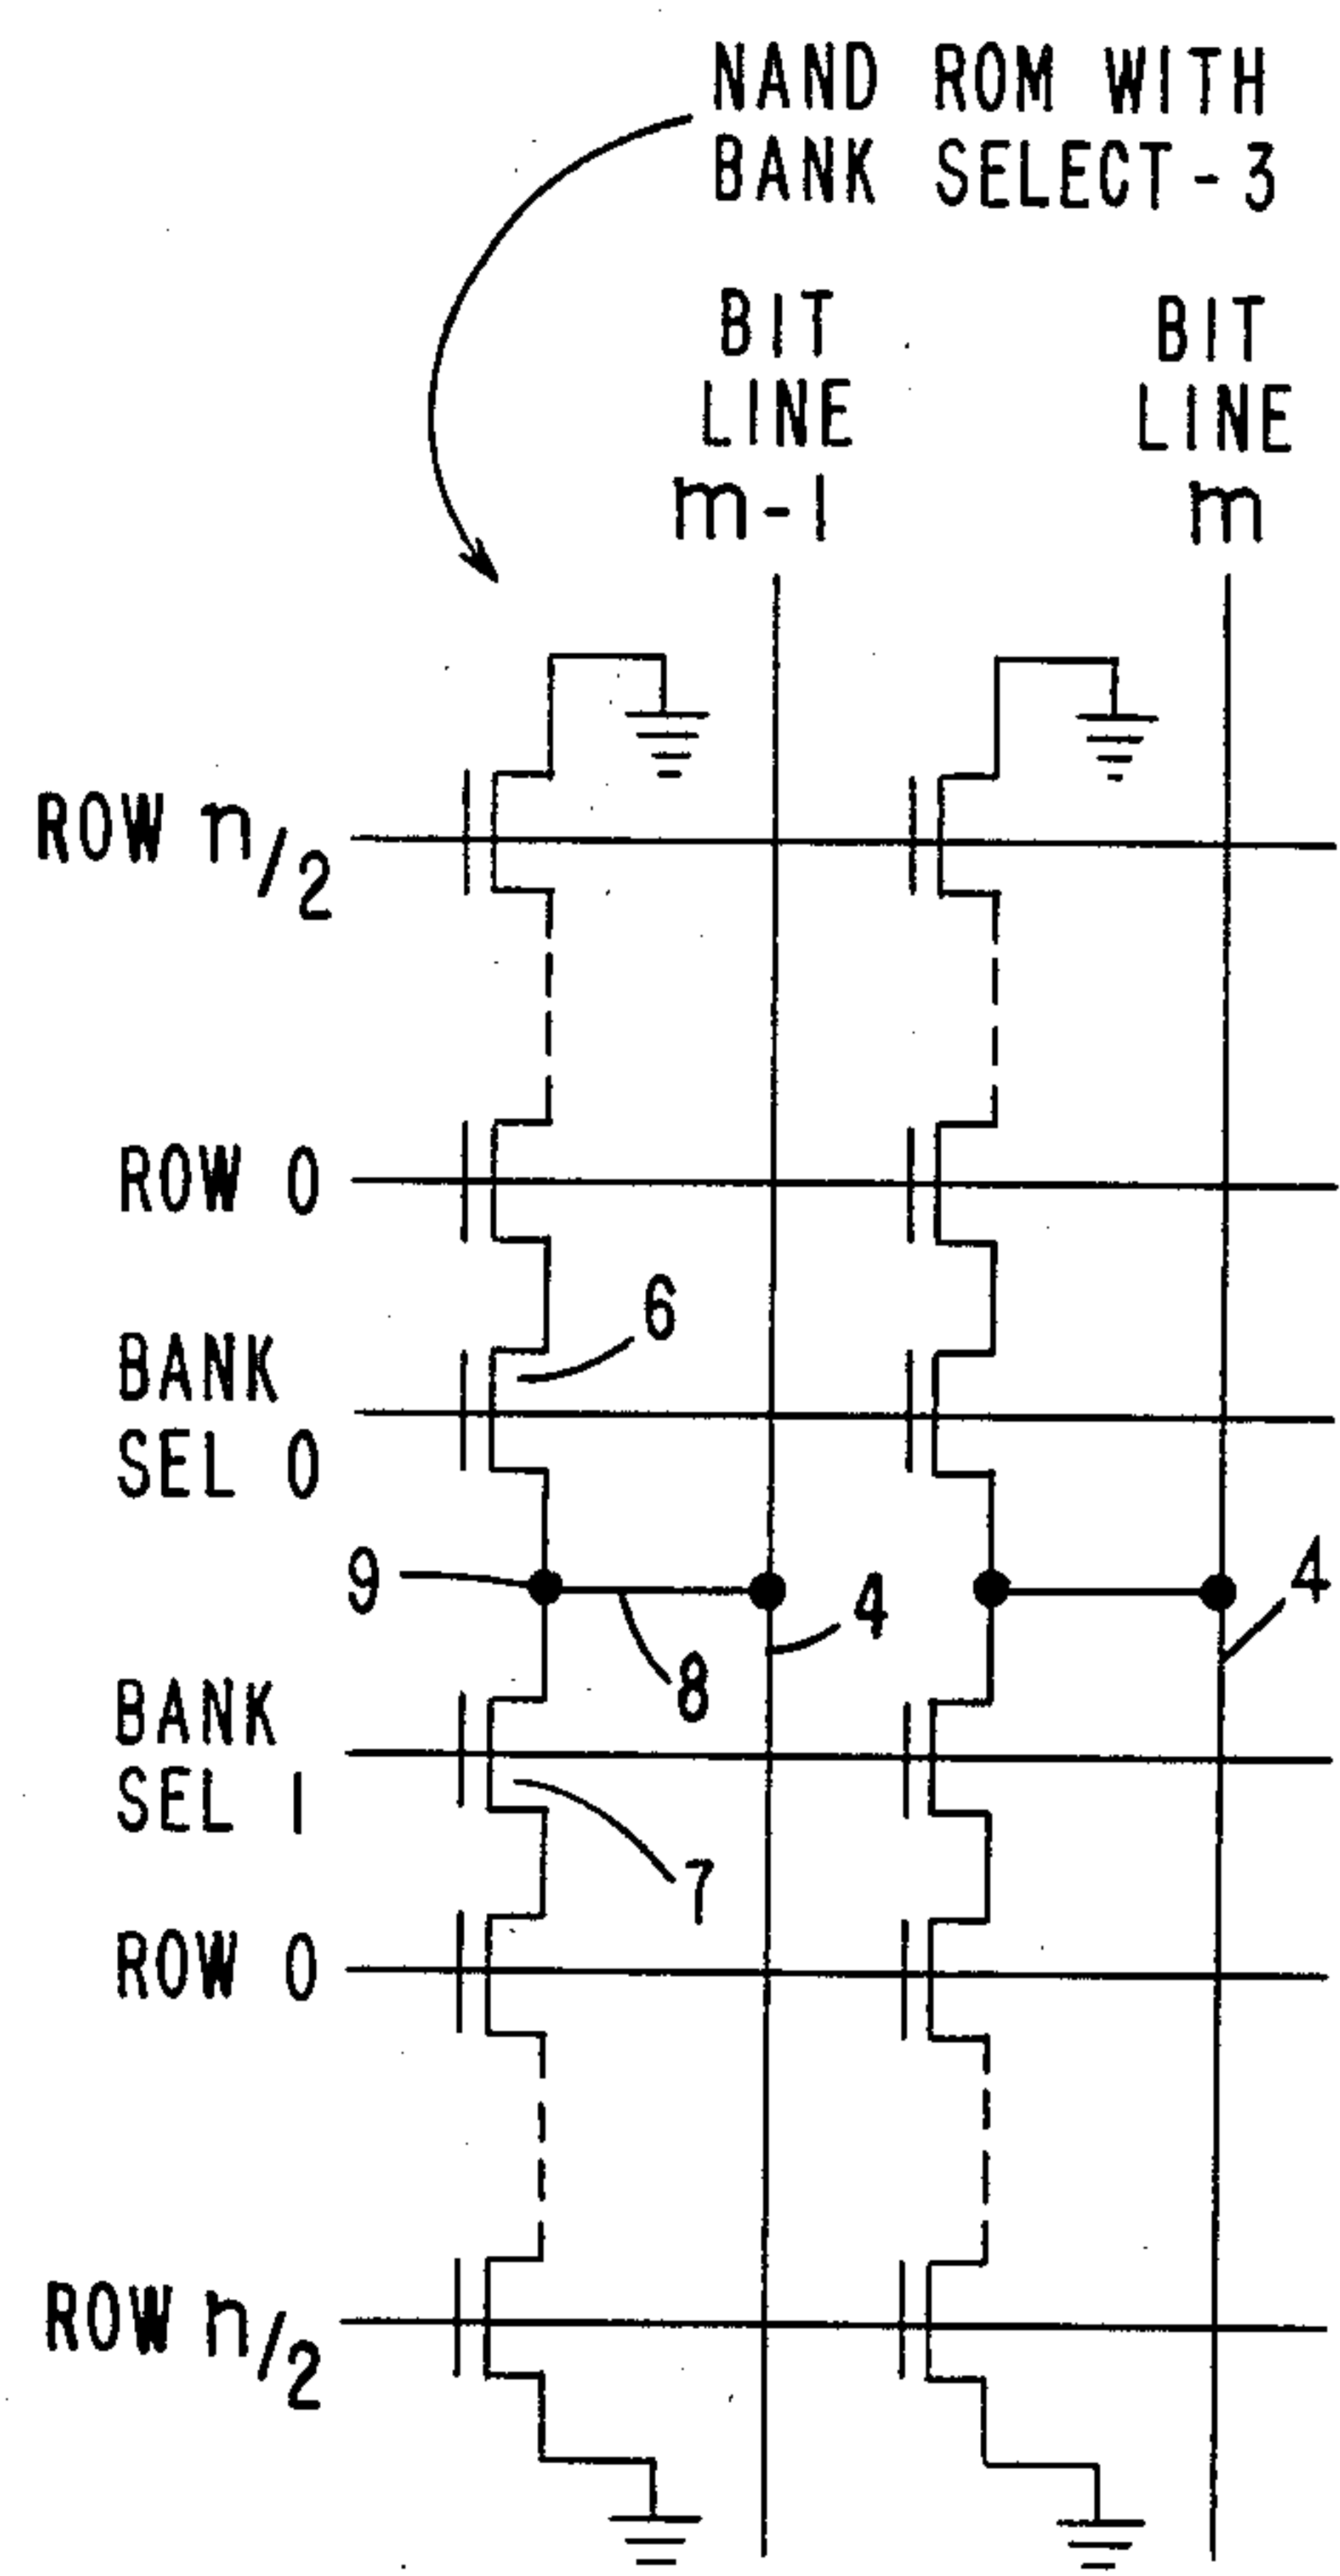 NAND ROM WITH
BANK SELECT-3
BIT
LINE
m-1
BIT
LINE
m
ROW n/2
ROW 0
6
BANK
SEL 0
9
8
4
4
BANK
SEL 1
7
ROW 0
ROW n/2